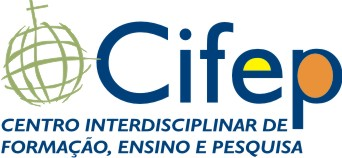 Cifep
CENTRO INTERDISCIPLINAR DE
FORMAÇÃO, ENSINO E PESQUISA